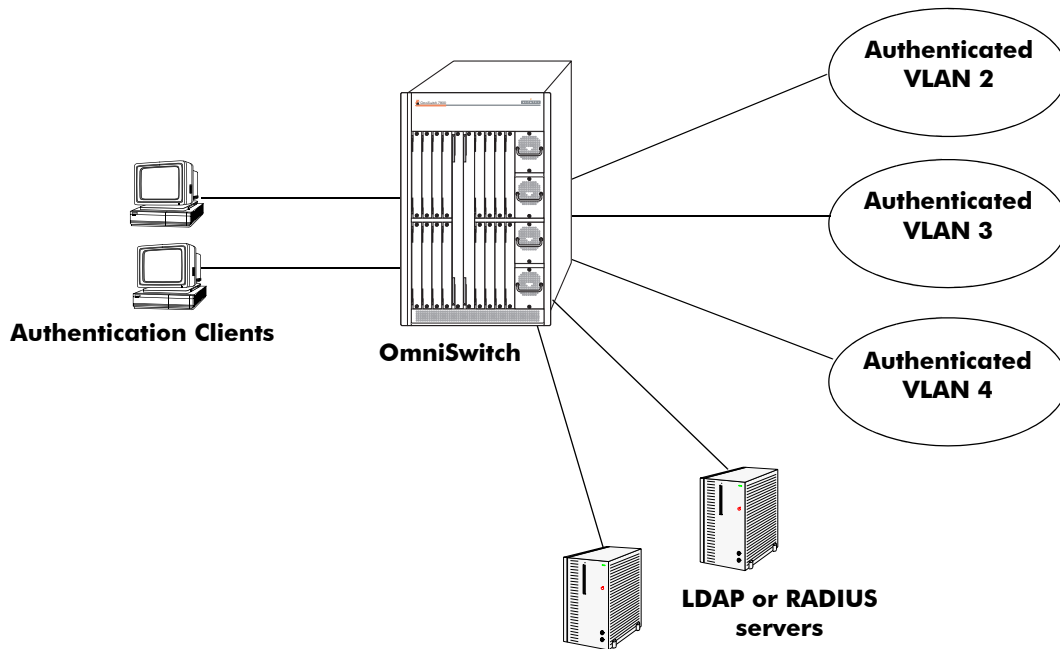 Authenticated
VLAN 2
Authenticated
VLAN 3
Authentication Clients
OmniSwitch
Authenticated
VLAN 4
LDAP or RADIUS
servers